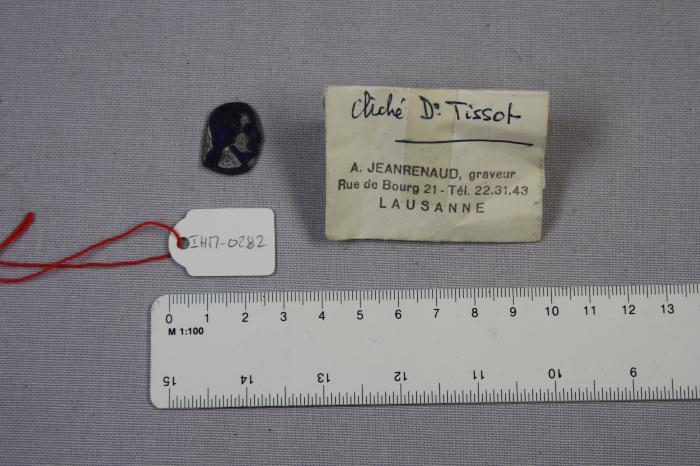 cliché Dr Tissot
A. JEANRENAUD, graveur
Rue de Bourg 21 - Tél. 22.31.43
LAUSANNE
IHM-0282
0 1 2 3 4 5 6 7 8 9 10 11 12 13
M 1:100
15 14 13 12 11 10 9